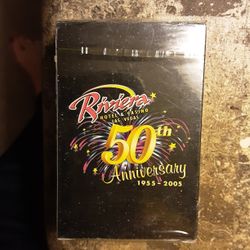 Riviera
HOTEL & CASINO
LAS VEGAS
50th
Anniversary
1955-2005